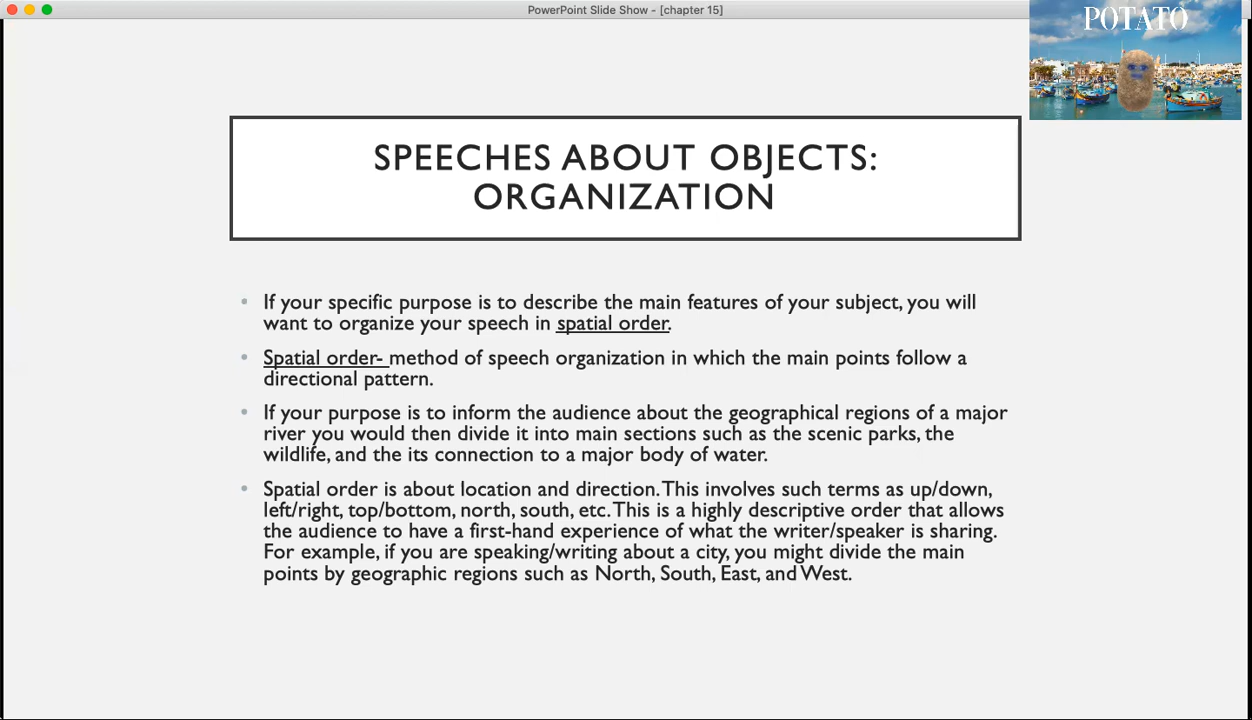 PowerPoint Slide Show - [chapter 15]
POTATO
SPEECHES ABOUT OBJECTS:
ORGANIZATION
• If your specific purpose is to describe the main features of your subject, you will
want to organize your speech in spatial order.
• Spatial order- method of speech organization in which the main points follow a
directional pattern.
• If your purpose is to inform the audience about the geographical regions of a major
river you would then divide it into main sections such as the scenic parks, the
wildlife, and the its connection to a major body of water.
• Spatial order is about location and direction. This involves such terms as up/down,
left/right, top/bottom, north, south, etc. This is a highly descriptive order that allows
the audience to have a first-hand experience of what the writer/speaker is sharing.
For example, if you are speaking/writing about a city, you might divide the main
points by geographic regions such as North, South, East, and West.